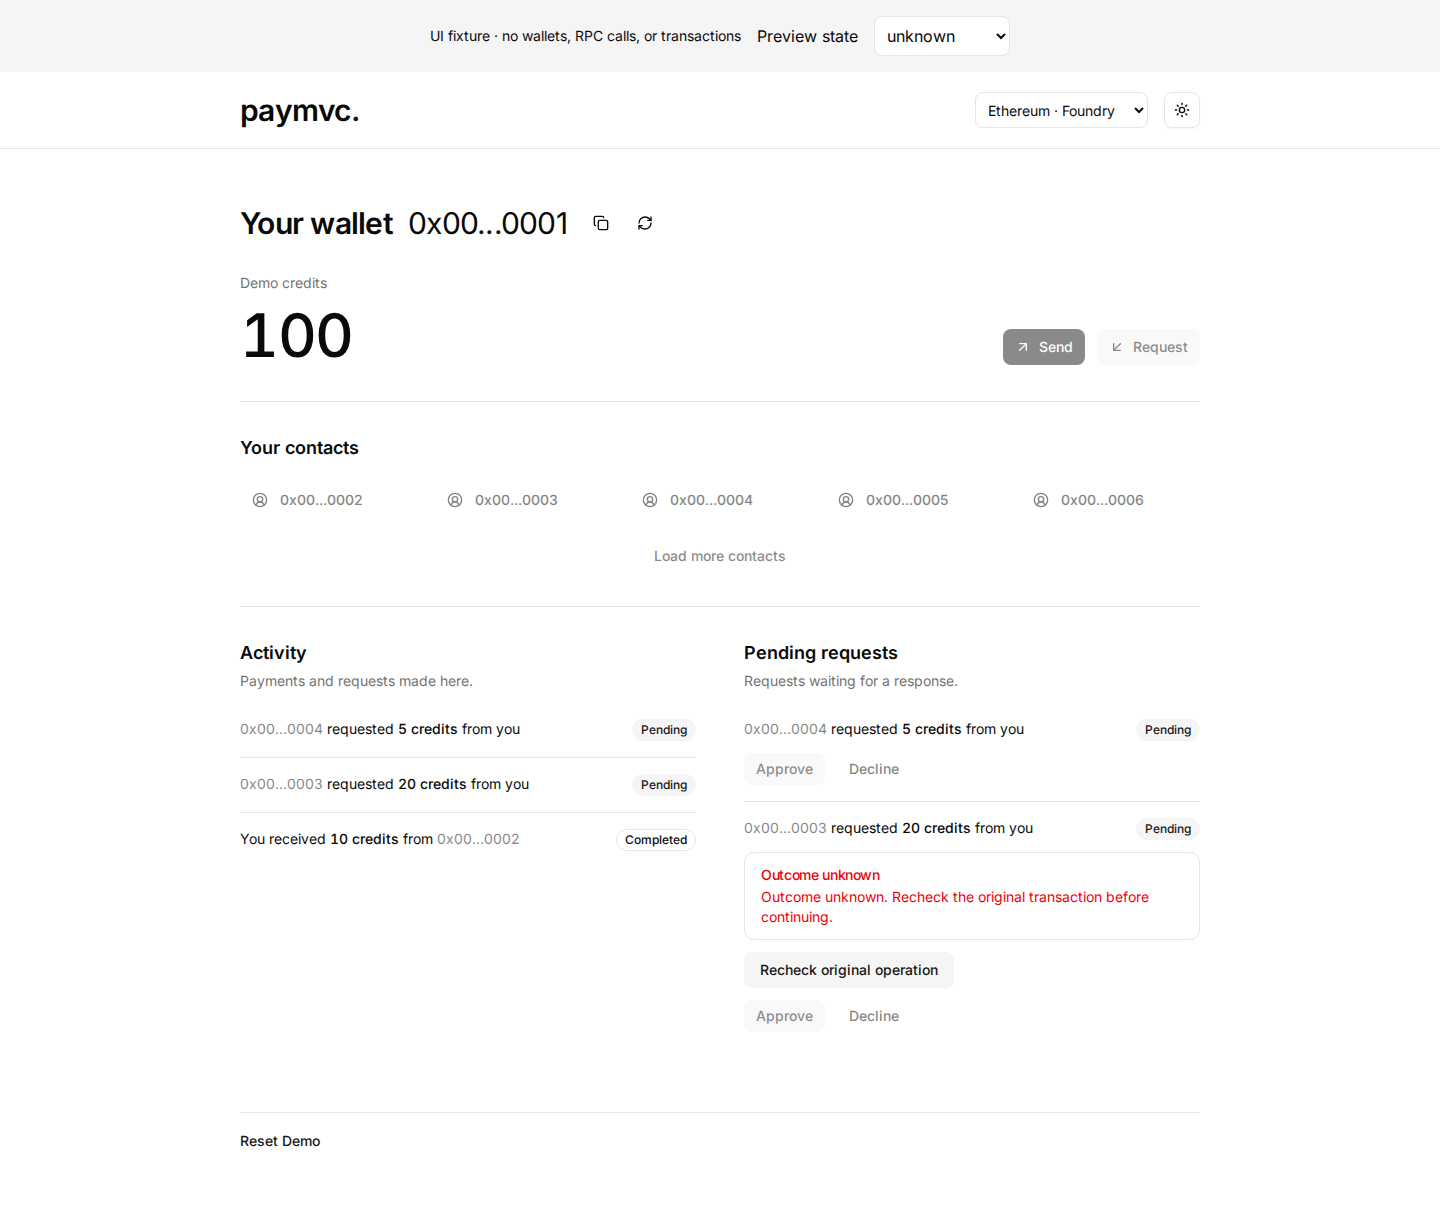 UI fixture · no wallets, RPC calls, or transactions Preview state unknown
paymvc. Ethereum · Foundry
Your wallet 0x00...0001
Demo credits
100
Send Request
Your contacts
0x00...0002 0x00...0003 0x00...0004 0x00...0005 0x00...0006
Load more contacts
Activity
Payments and requests made here.
0x00...0004 requested 5 credits from you Pending
0x00...0003 requested 20 credits from you Pending
You received 10 credits from 0x00...0002 Completed
Pending requests
Requests waiting for a response.
0x00...0004 requested 5 credits from you Pending
Approve Decline
0x00...0003 requested 20 credits from you Pending
Outcome unknown
Outcome unknown. Recheck the original transaction before
continuing.
Recheck original operation
Approve Decline
Reset Demo